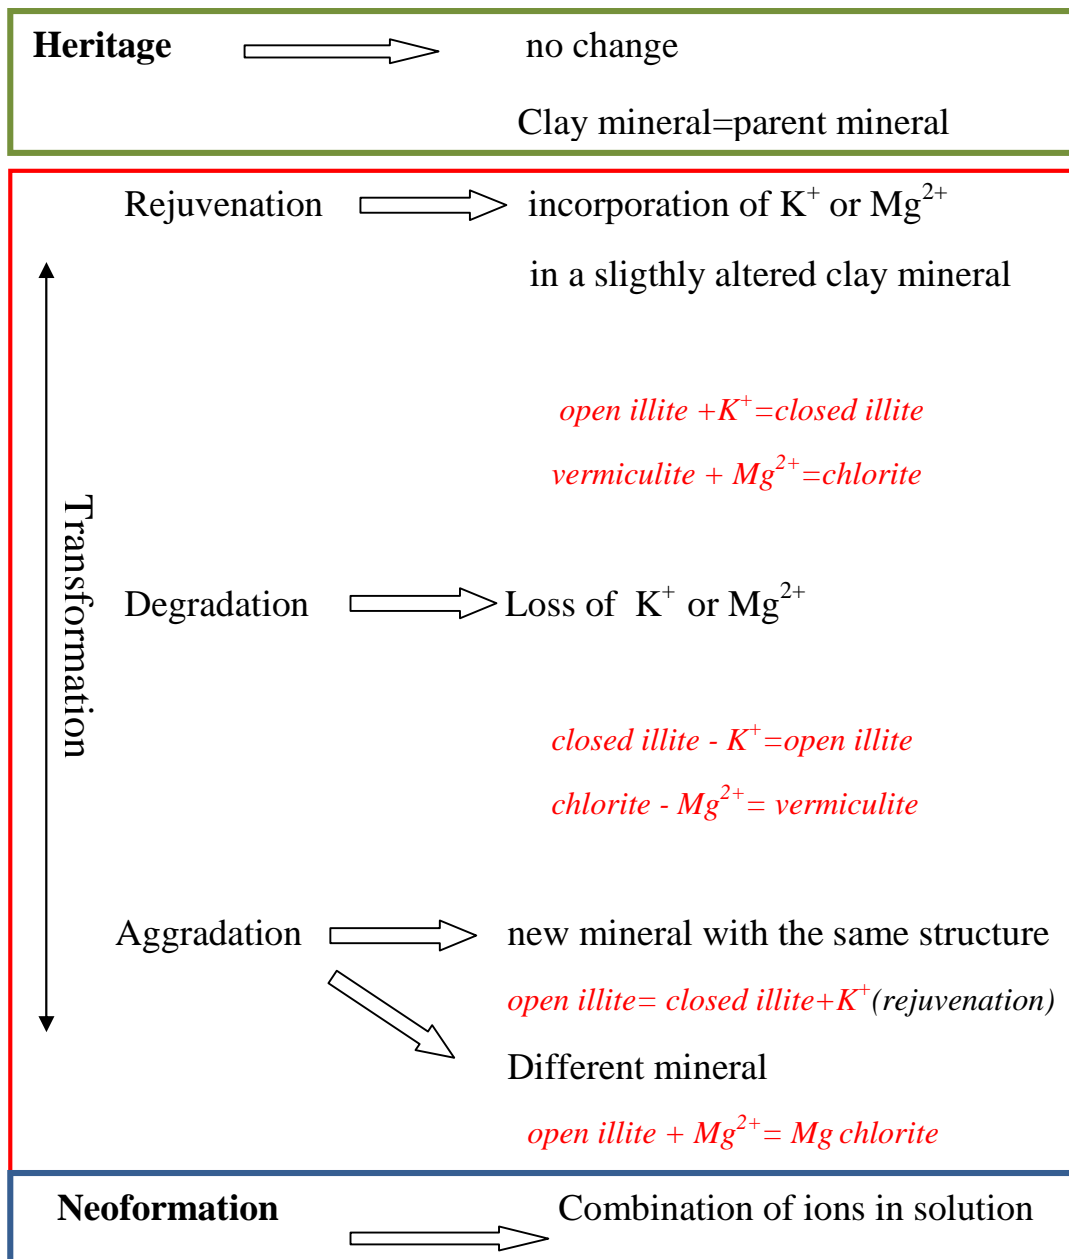 Heritage no change
Clay mineral=parent mineral
Rejuvenation incorporation of K⁺ or Mg²⁺
in a sligthly altered clay mineral
open illite +K⁺=closed illite
vermiculite + Mg²⁺=chlorite
Transformation
Degradation Loss of K⁺ or Mg²⁺
closed illite - K⁺=open illite
chlorite - Mg²⁺= vermiculite
Aggradation new mineral with the same structure
open illite= closed illite+K⁺(rejuvenation)
Different mineral
open illite + Mg²⁺= Mg chlorite
Neoformation Combination of ions in solution